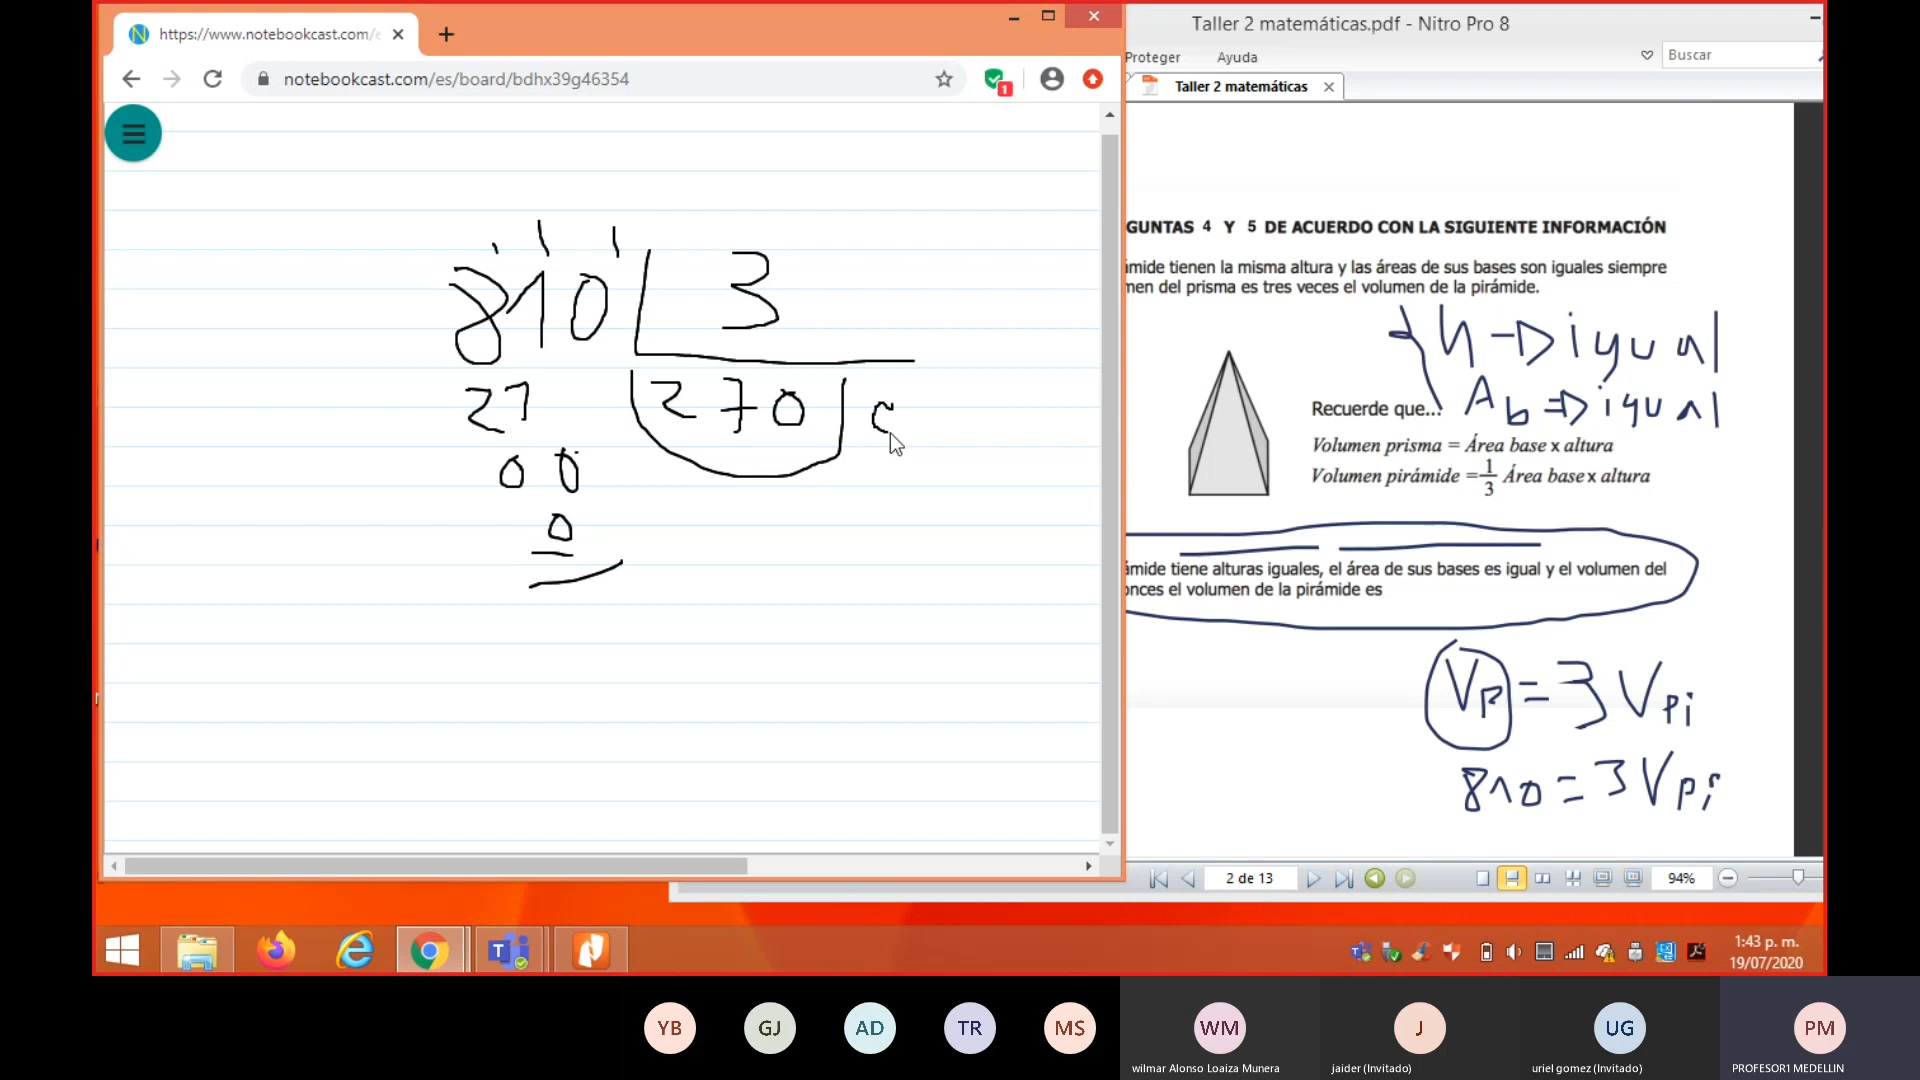 https://www.notebookcast.com/e
notebookcast.com/es/board/bdhx39g46354
1
810 3
21 270 c
0 0
0
Taller 2 matemáticas.pdf - Nitro Pro 8
Proteger Ayuda
Buscar
Taller 2 matemáticas
GUNTAS 4 Y 5 DE ACUERDO CON LA SIGUIENTE INFORMACIÓN
ámide tienen la misma altura y las áreas de sus bases son iguales siempre
men del prisma es tres veces el volumen de la pirámide.
h → igual
Recuerde que... Ab ⇒ igual
Volumen prisma = Área base x altura
Volumen pirámide = 1/3 Área base x altura
ámide tiene alturas iguales, el área de sus bases es igual y el volumen del
onces el volumen de la pirámide es
Vp = 3 Vpi
810 = 3 Vpi
2 de 13
94%
1:43 p. m.
19/07/2020
YB GJ AD TR MS WM J UG PM
wilmar Alonso Loaiza Munera
jaider (Invitado)
uriel gomez (Invitado)
PROFESOR1 MEDELLIN